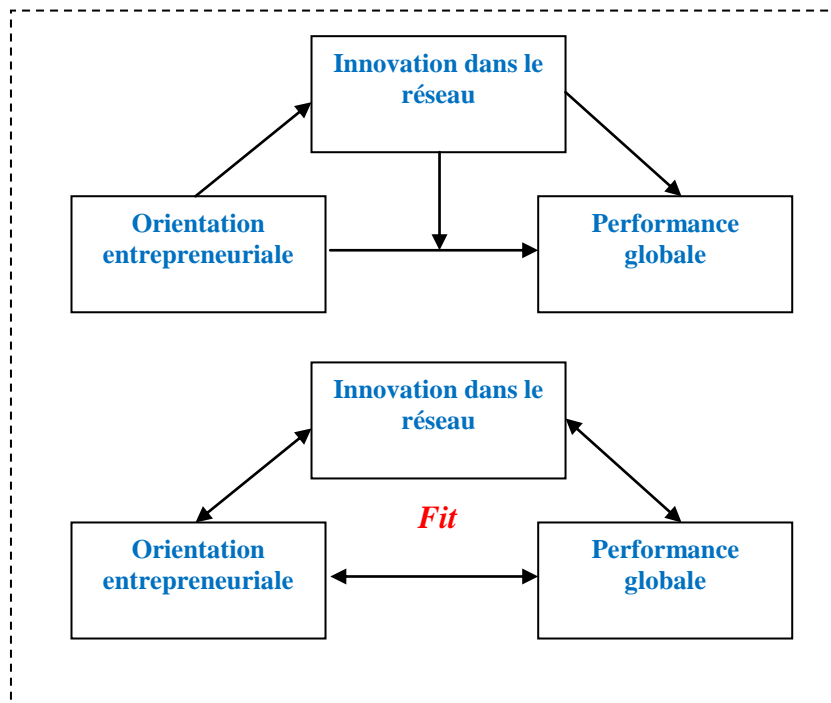 Innovation dans le
réseau
Orientation
entrepreneuriale
Performance
globale
Innovation dans le
réseau
Fit
Orientation
entrepreneuriale
Performance
globale